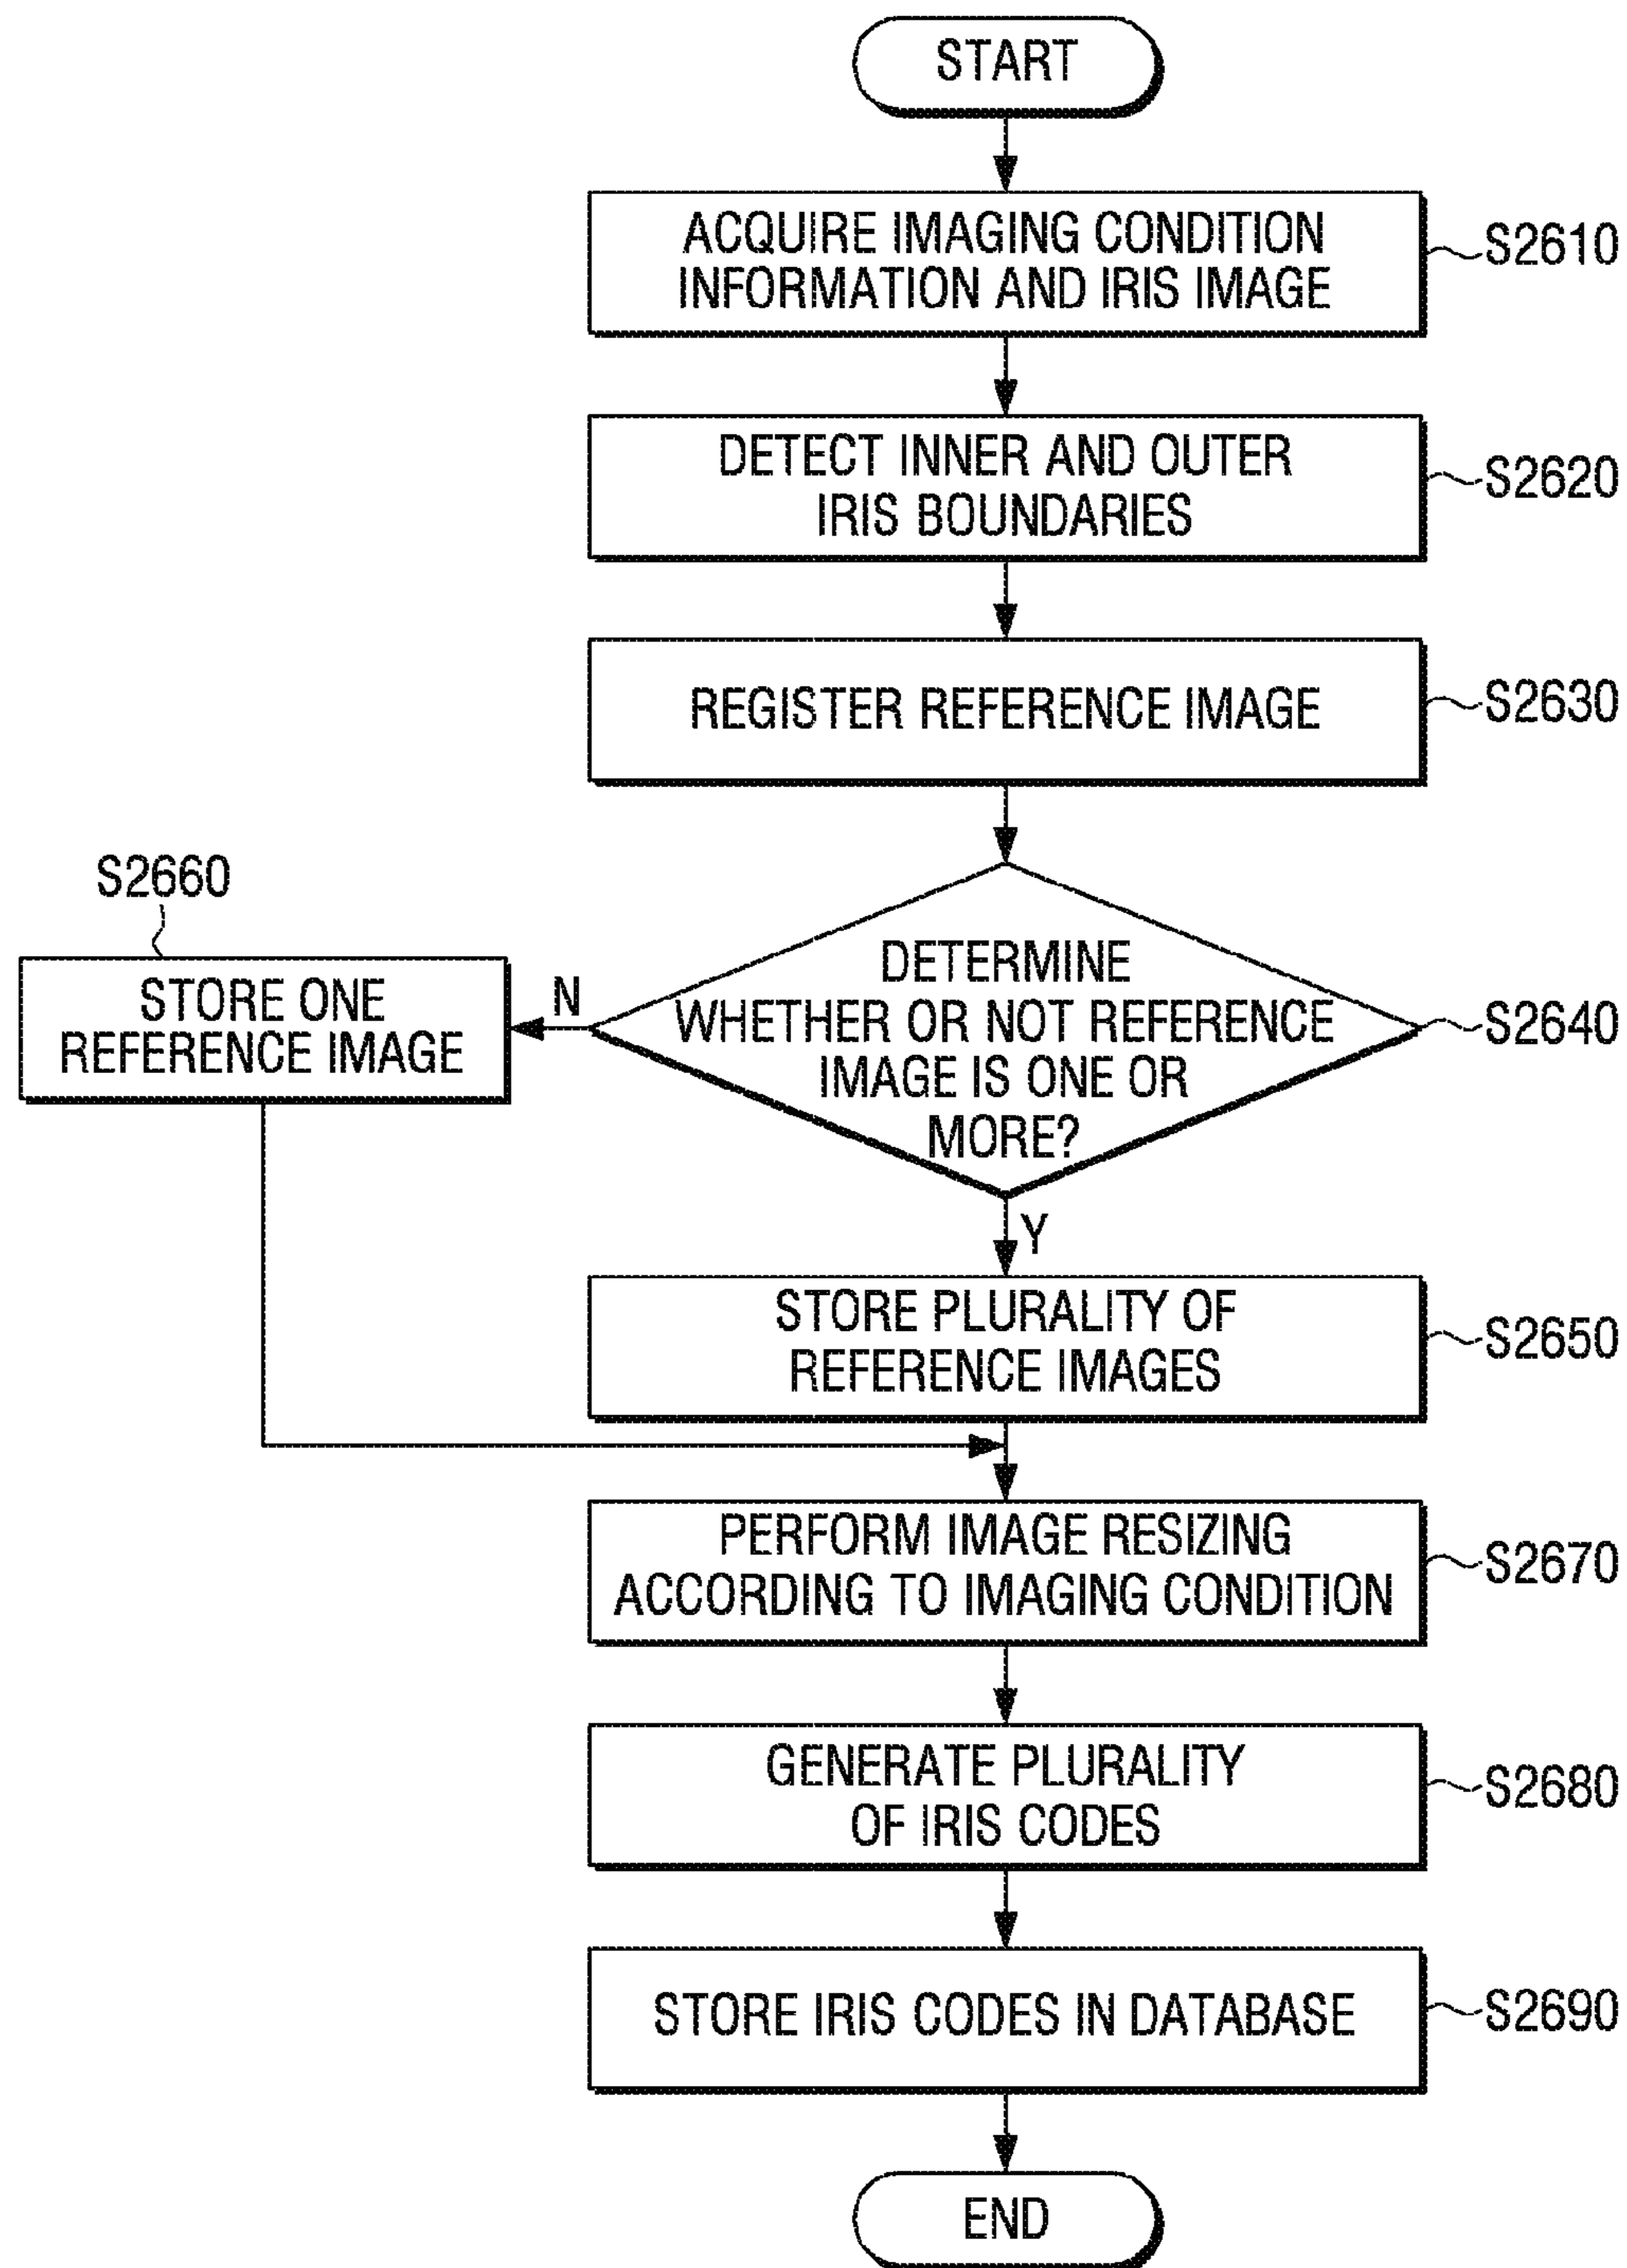 START
ACQUIRE IMAGING CONDITION
INFORMATION AND IRIS IMAGE
S2610
DETECT INNER AND OUTER
IRIS BOUNDARIES
S2620
REGISTER REFERENCE IMAGE
S2630
S2660
STORE ONE
REFERENCE IMAGE
N
DETERMINE
WHETHER OR NOT REFERENCE
IMAGE IS ONE OR
MORE?
S2640
Y
STORE PLURALITY OF
REFERENCE IMAGES
S2650
PERFORM IMAGE RESIZING
ACCORDING TO IMAGING CONDITION
S2670
GENERATE PLURALITY
OF IRIS CODES
S2680
STORE IRIS CODES IN DATABASE
S2690
END